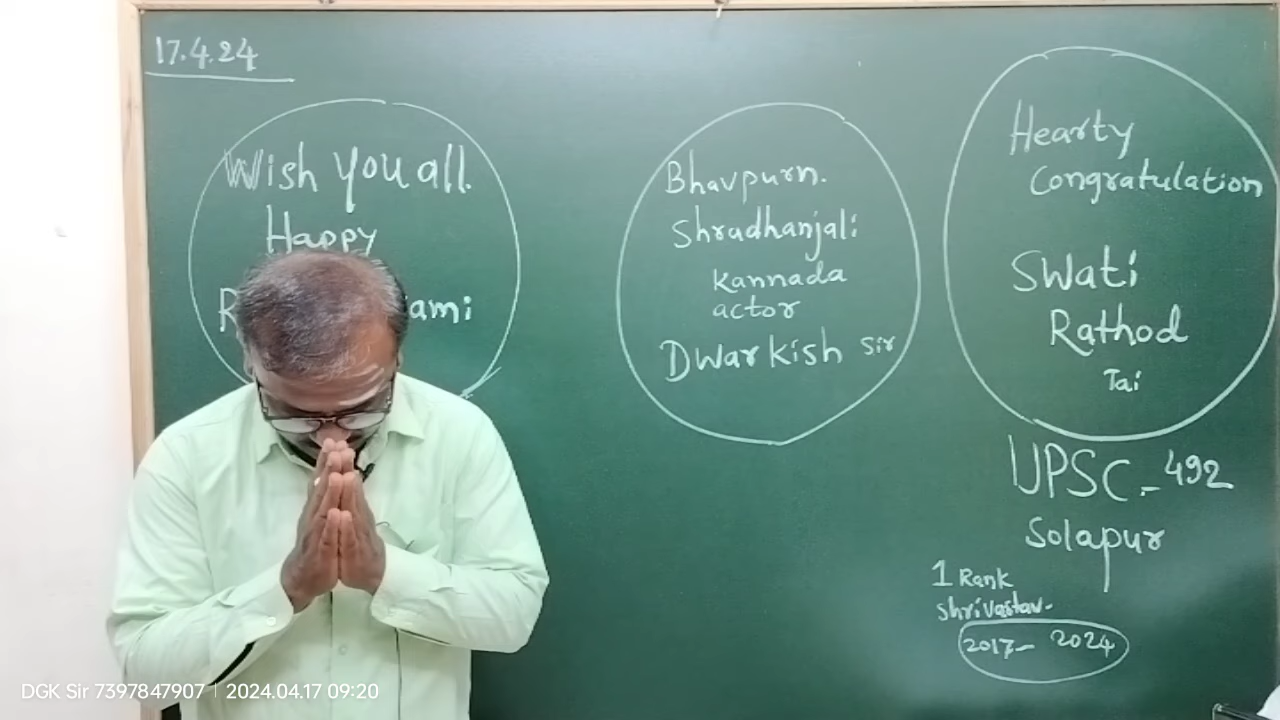 17.4.24
Wish you all.
Happy
ami
Bhavpurn.
Shradhanjali
Kannada
actor
Dwarkish Sir
Hearty
Congratulation
Swati
Rathod
Tai
UPSC - 492
Solapur
1 Rank
Shrivastav.
2017 - 2024
DGK Sir 7397847907 | 2024.04.17 09:20